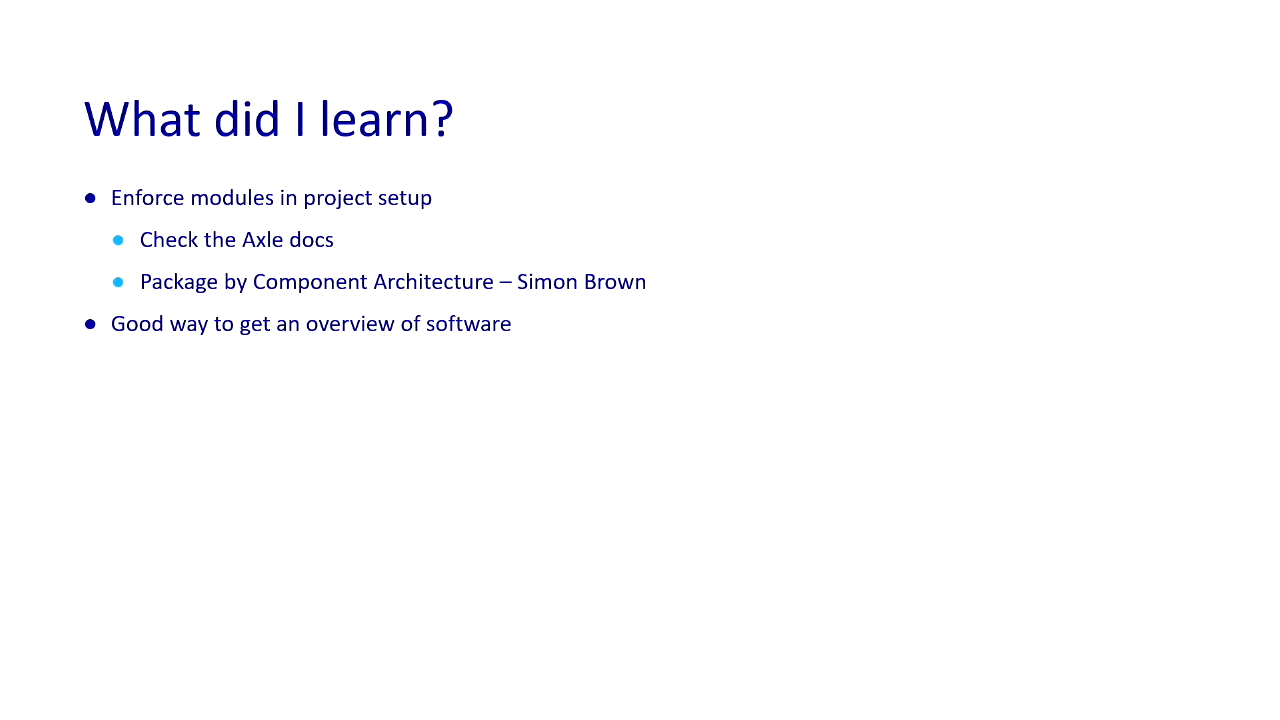 What did I learn?
Enforce modules in project setup
Check the Axle docs
Package by Component Architecture – Simon Brown
Good way to get an overview of software